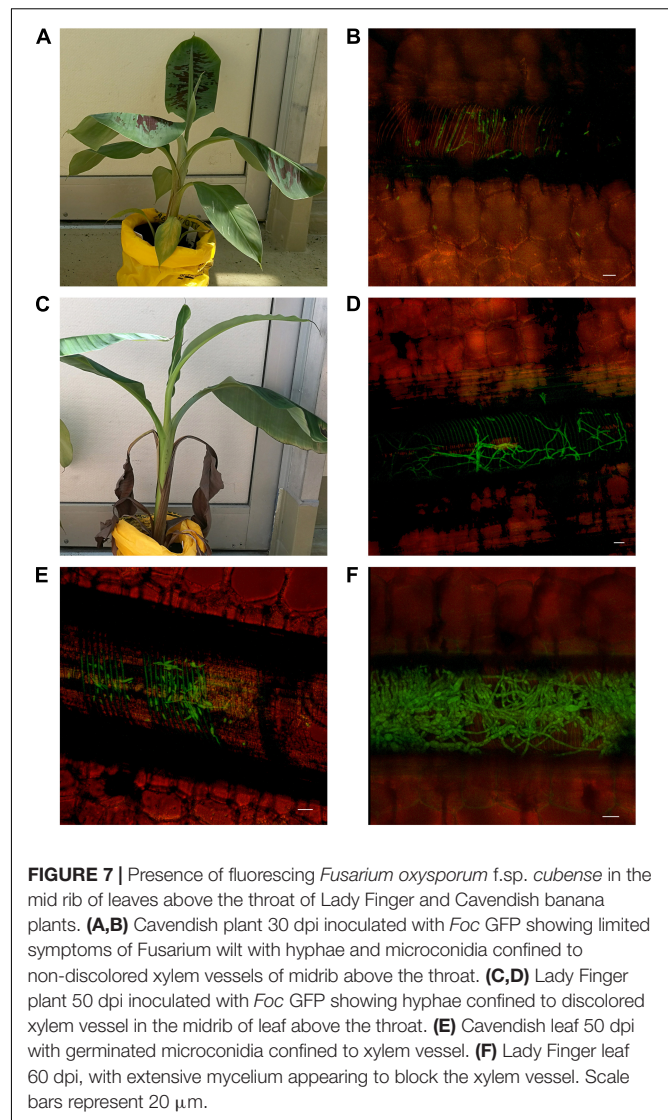 A
B
C
D
E
F
FIGURE 7 | Presence of fluorescing Fusarium oxysporum f.sp. cubense in the
mid rib of leaves above the throat of Lady Finger and Cavendish banana
plants. (A,B) Cavendish plant 30 dpi inoculated with Foc GFP showing limited
symptoms of Fusarium wilt with hyphae and microconidia confined to
non-discolored xylem vessels of midrib above the throat. (C,D) Lady Finger
plant 50 dpi inoculated with Foc GFP showing hyphae confined to discolored
xylem vessel in the midrib of leaf above the throat. (E) Cavendish leaf 50 dpi
with germinated microconidia confined to xylem vessel. (F) Lady Finger leaf
60 dpi, with extensive mycelium appearing to block the xylem vessel. Scale
bars represent 20 μm.